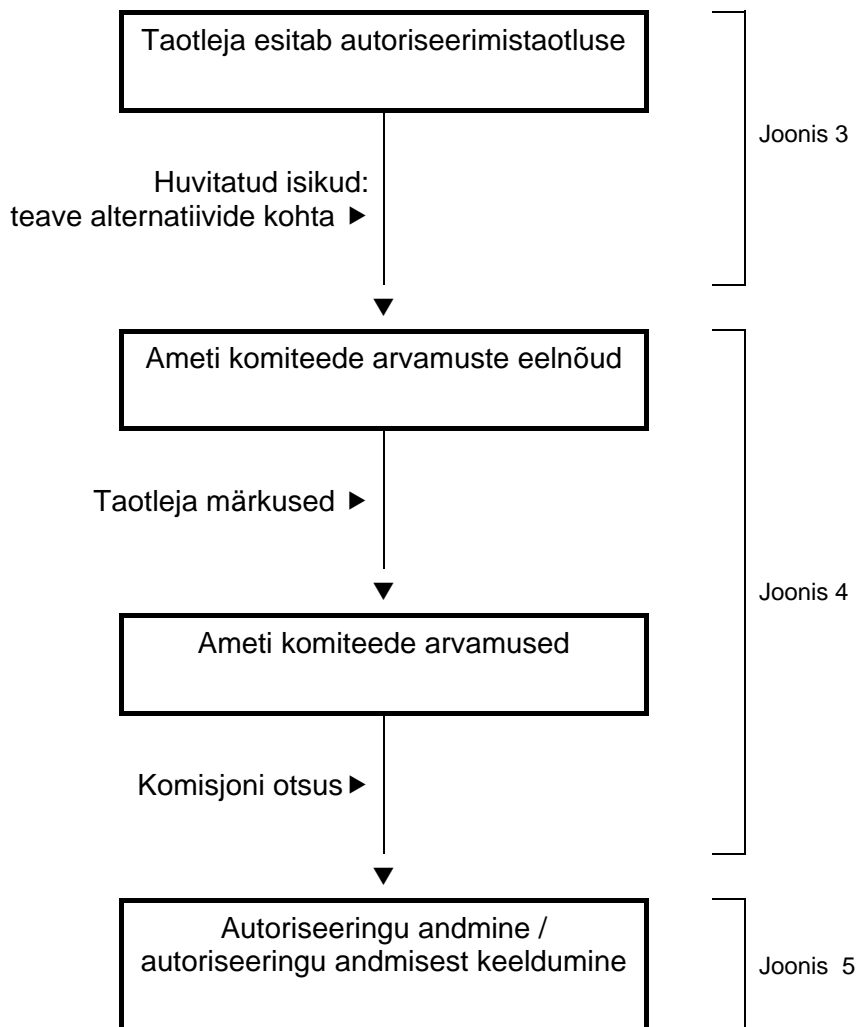 Taotleja esitab autoriseerimistaotluse
Joonis 3
Huvitatud isikud:
teave alternatiivide kohta
Ameti komiteede arvamuste eelnõud
Taotleja märkused
Joonis 4
Ameti komiteede arvamused
Komisjoni otsus
Autoriseeringu andmine /
autoriseeringu andmisest keeldumine
Joonis 5